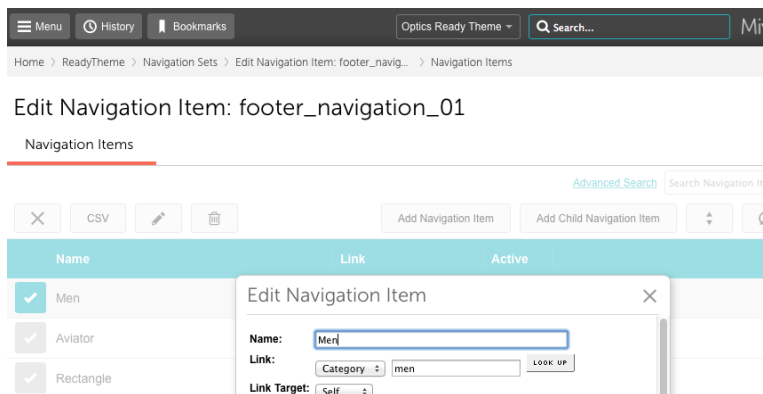 Menu History Bookmarks Optics Ready Theme Search...
Home > ReadyTheme > Navigation Sets > Edit Navigation Item: footer_navig... > Navigation Items
Edit Navigation Item: footer_navigation_01
Navigation Items
Advanced Search Search Navigation
CSV Add Navigation Item Add Child Navigation Item
Name Link Active
Men
Edit Navigation Item
Aviator
Name: Men
Link: Category men LOOK UP
Rectangle
Link Target: Self